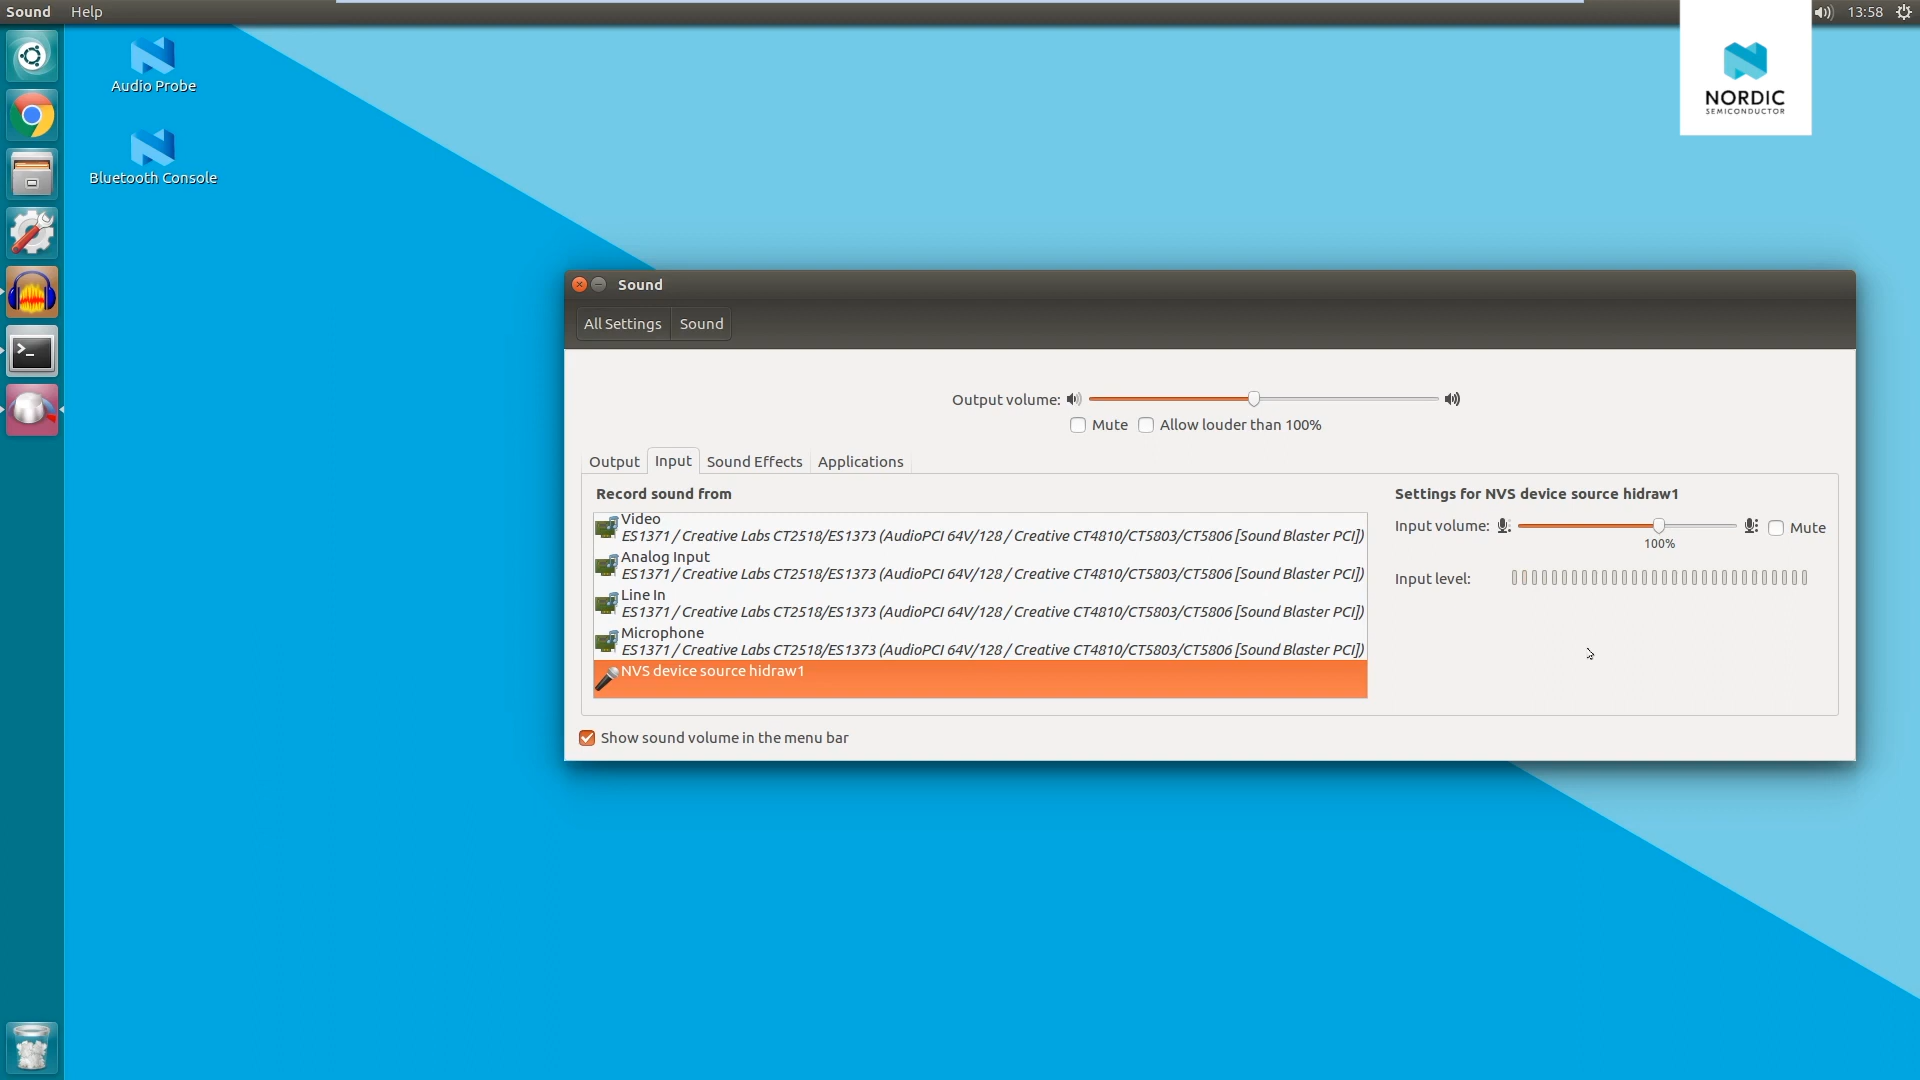 Sound Help
13:58
Audio Probe
Bluetooth Console
NORDIC
SEMICONDUCTOR
Sound
All Settings Sound
Output volume:
Mute Allow louder than 100%
Output Input Sound Effects Applications
Record sound from
Video
ES1371 / Creative Labs CT2518/ES1373 (AudioPCI 64V/128 / Creative CT4810/CT5803/CT5806 [Sound Blaster PCI])
Analog Input
ES1371 / Creative Labs CT2518/ES1373 (AudioPCI 64V/128 / Creative CT4810/CT5803/CT5806 [Sound Blaster PCI])
Line In
ES1371 / Creative Labs CT2518/ES1373 (AudioPCI 64V/128 / Creative CT4810/CT5803/CT5806 [Sound Blaster PCI])
Microphone
ES1371 / Creative Labs CT2518/ES1373 (AudioPCI 64V/128 / Creative CT4810/CT5803/CT5806 [Sound Blaster PCI])
NVS device source hidraw1
Settings for NVS device source hidraw1
Input volume: Mute
100%
Input level:
Show sound volume in the menu bar